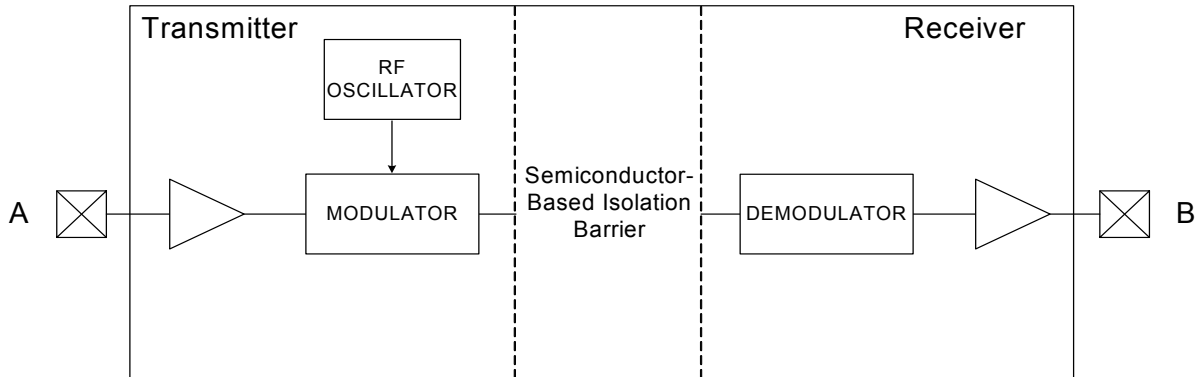 Transmitter
Receiver
RF
OSCILLATOR
A
MODULATOR
Semiconductor-
Based Isolation
Barrier
DEMODULATOR
B